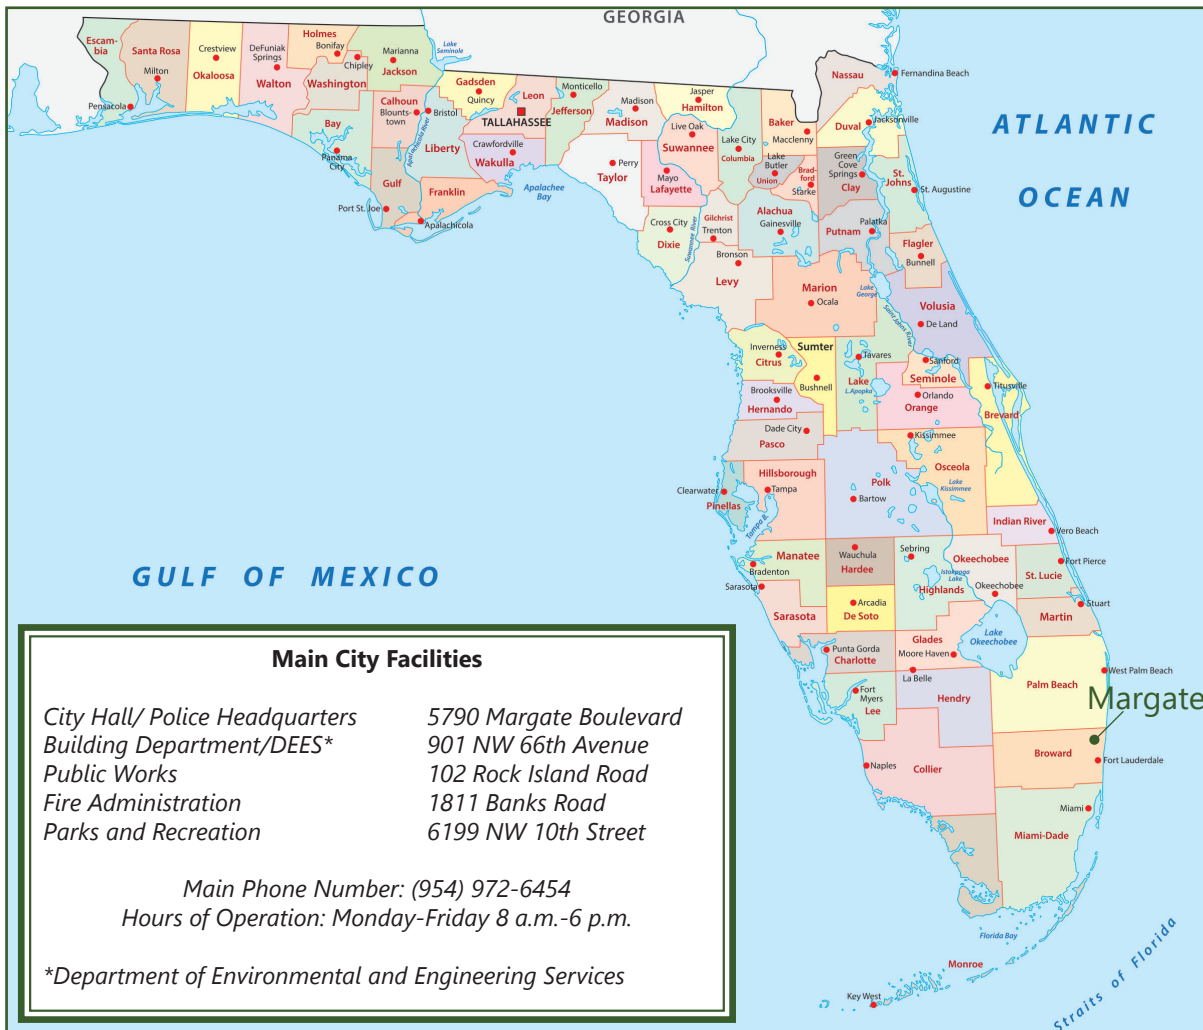 GEORGIA
Escam-
bia
Santa Rosa
Milton
Pensacola
Crestview
Okaloosa
DeFuniak
Springs
Walton
Holmes
Bonifay
Chipley
Washington
Marianna
Jackson
Lake
Seminole
Bay
Panama
City
Calhoun
Blounts-
town
Apalachicola River
Bristol
Liberty
Gulf
Port St. Joe
Franklin
Apalachicola
Gadsden
Quincy
Leon
TALLAHASSEE
Crawfordville
Wakulla
Apalachee
Bay
Monticello
Jefferson
Madison
Madison
Perry
Taylor
Jasper
Hamilton
Live Oak
Suwannee
Mayo
Lafayette
Lake City
Columbia
Baker
Macclenny
Nassau
Fernandina Beach
Duval
Jacksonville
Lake
Butler
Union
Brad-
ford
Starke
Green
Cove
Springs
Clay
St.
Johns
St. Augustine
Cross City
Dixie
Suwannee River
Gilchrist
Trenton
Alachua
Gainesville
Putnam
Palatka
Flagler
Bunnell
Bronson
Levy
Marion
Ocala
Lake
George
Saint Johns River
Volusia
De Land
Inverness
Citrus
Sumter
Bushnell
Tavares
Lake
L.Apopka
Sanford
Seminole
Orlando
Orange
Titusville
Brevard
Brooksville
Hernando
Dade City
Pasco
Kissimmee
Osceola
Lake
Kissimmee
Hillsborough
Tampa
Tampa B.
Clearwater
Pinellas
Polk
Bartow
Indian River
Vero Beach
Manatee
Bradenton
Wauchula
Hardee
Sebring
Istokpoga
Lake
Highlands
Okeechobee
Okeechobee
Fort Pierce
St. Lucie
Sarasota
Sarasota
Arcadia
De Soto
Stuart
Martin
Punta Gorda
Charlotte
Glades
Moore Haven
Lake
Okeechobee
West Palm Beach
Palm Beach
Fort
Myers
Lee
La Belle
Hendry
Margate
Broward
Fort Lauderdale
Naples
Collier
Miami
Miami-Dade
Florida Bay
Monroe
Key West
Straits of Florida
ATLANTIC
OCEAN
GULF OF MEXICO
Main City Facilities
City Hall/ Police Headquarters 5790 Margate Boulevard
Building Department/DEES* 901 NW 66th Avenue
Public Works 102 Rock Island Road
Fire Administration 1811 Banks Road
Parks and Recreation 6199 NW 10th Street
Main Phone Number: (954) 972-6454
Hours of Operation: Monday-Friday 8 a.m.-6 p.m.
*Department of Environmental and Engineering Services